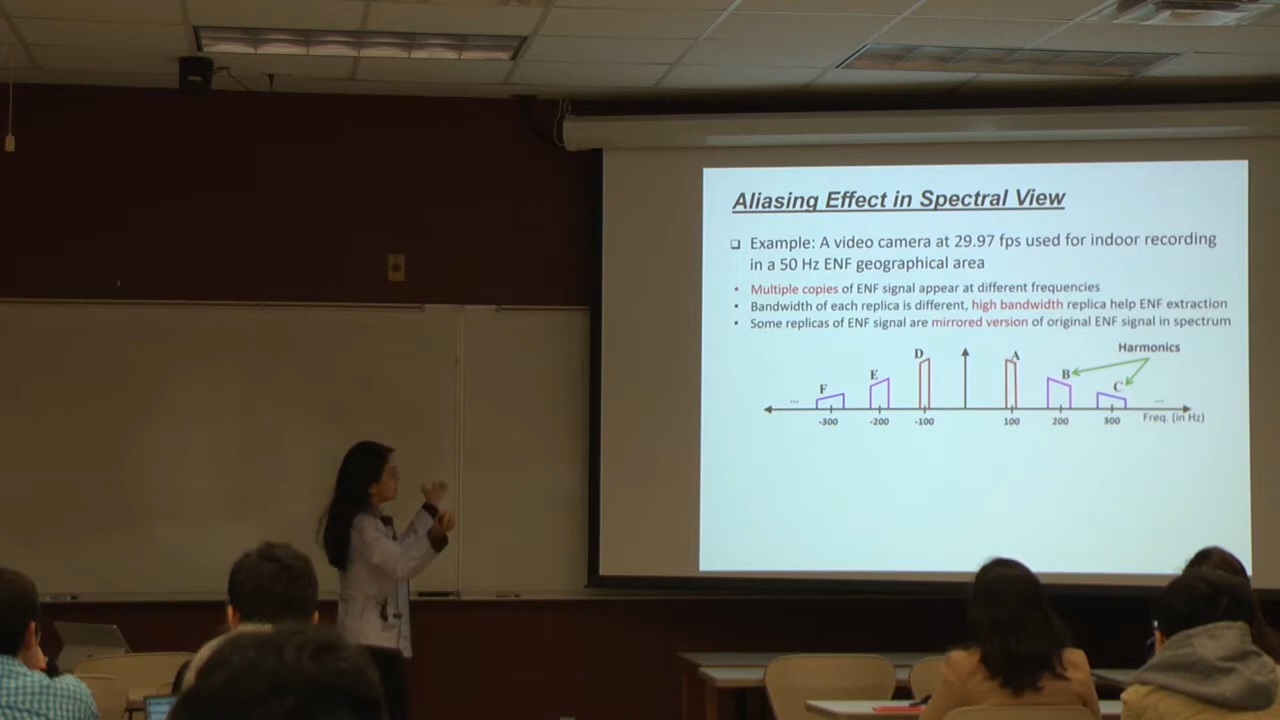 Aliasing Effect in Spectral View
❑ Example: A video camera at 29.97 fps used for indoor recording
in a 50 Hz ENF geographical area
• Multiple copies of ENF signal appear at different frequencies
• Bandwidth of each replica is different, high bandwidth replica help ENF extraction
• Some replicas of ENF signal are mirrored version of original ENF signal in spectrum
Harmonics
D A
E B
F C
... ...
-300 -200 -100 100 200 300 Freq. (in Hz)